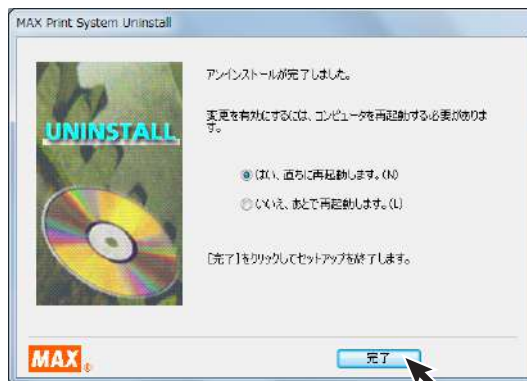 MAX Print System Uninstall
アンインストールが完了しました。
変更を有効にするには、コンピュータを再起動する必要がありま
す。
UNINSTALL
はい、直ちに再起動します。(N)
いいえ、あとで再起動します。(L)
[完了]をクリックしてセットアップを終了します。
MAX®
完了